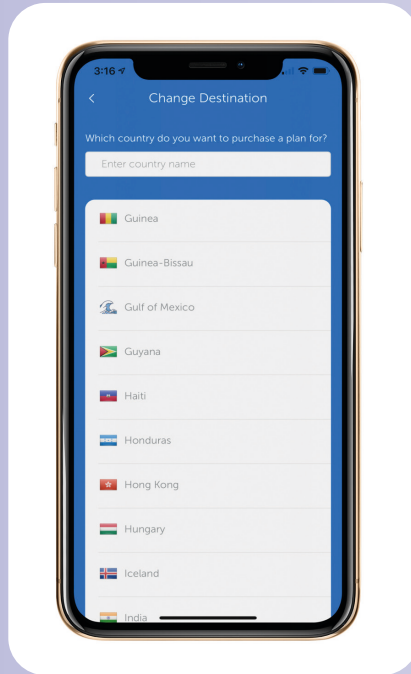 3:16
Change Destination
Which country do you want to purchase a plan for?
Enter country name
Guinea
Guinea-Bissau
Gulf of Mexico
Guyana
Haiti
Honduras
Hong Kong
Hungary
Iceland
India